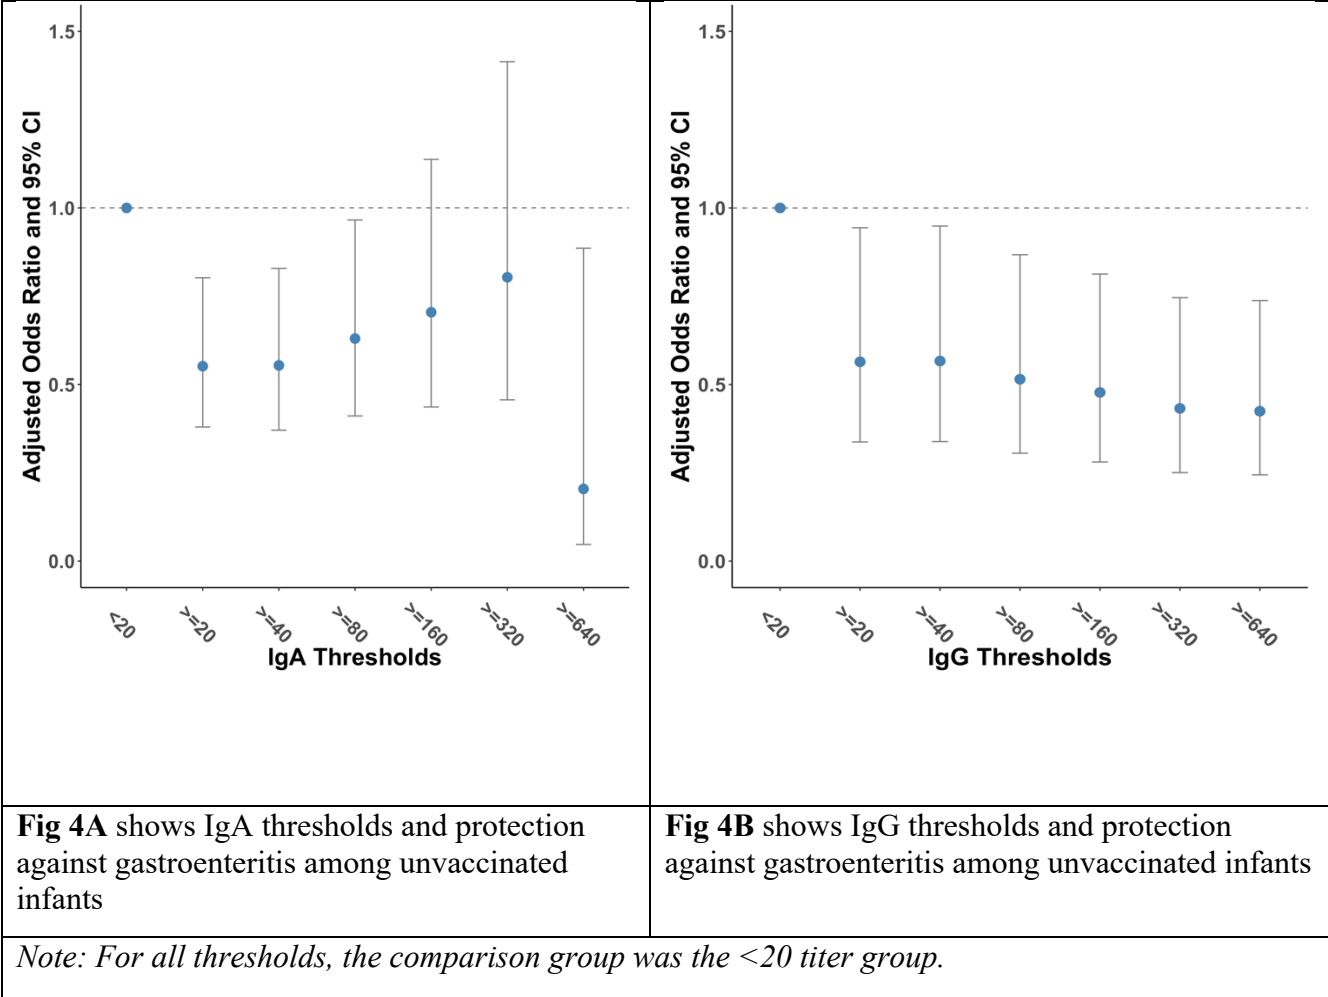 1.5
1.0
0.5
0.0
Adjusted Odds Ratio and 95% CI
<20
>=20
>=40
>=80
>=160
>=320
>=640
IgA Thresholds
1.5
1.0
0.5
0.0
Adjusted Odds Ratio and 95% CI
<20
>=20
>=40
>=80
>=160
>=320
>=640
IgG Thresholds
Fig 4A shows IgA thresholds and protection
against gastroenteritis among unvaccinated
infants
Fig 4B shows IgG thresholds and protection
against gastroenteritis among unvaccinated infants
Note: For all thresholds, the comparison group was the <20 titer group.